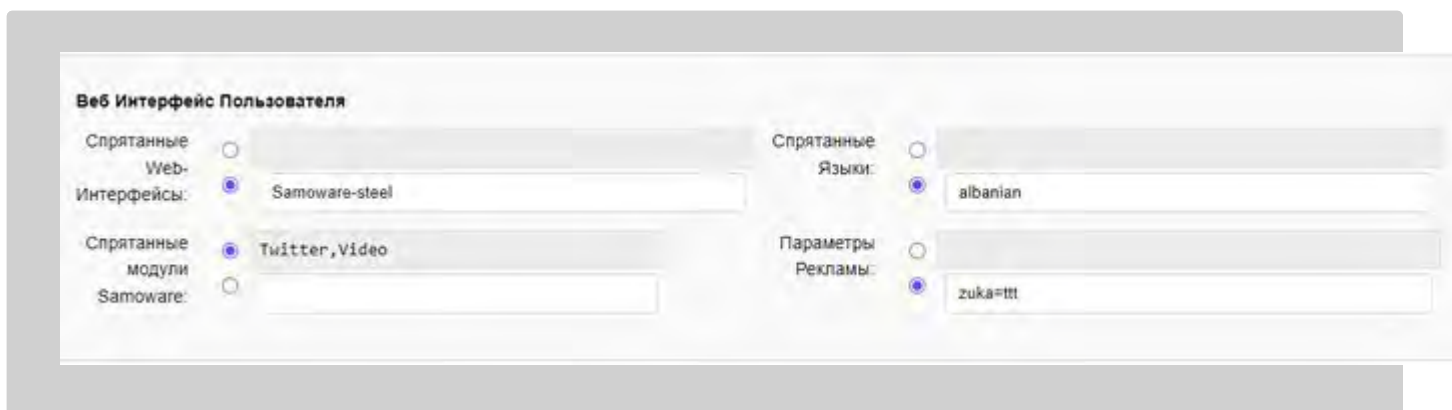 Веб Интерфейс Пользователя
Спрятанные
Web-
Интерфейсы:
Samoware-steel
Спрятанные
Языки:
albanian
Спрятанные
модули
Samoware:
Twitter,Video
Параметры
Рекламы:
zuka=ttt